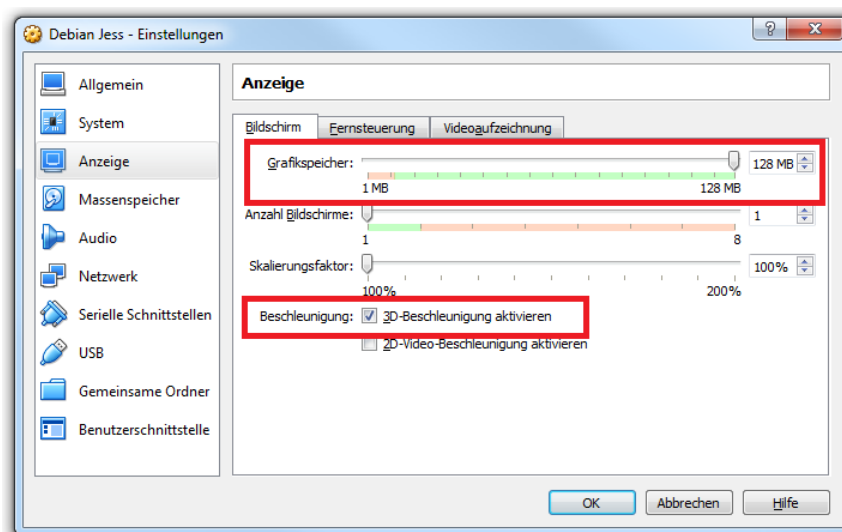 Debian Jess - Einstellungen
Allgemein
System
Anzeige
Massenspeicher
Audio
Netzwerk
Serielle Schnittstellen
USB
Gemeinsame Ordner
Benutzerschnittstelle
Anzeige
Bildschirm Fernsteuerung Videoaufzeichnung
Grafikspeicher: 128 MB
1 MB 128 MB
Anzahl Bildschirme: 1
1 8
Skalierungsfaktor: 100%
100% 200%
Beschleunigung: 3D-Beschleunigung aktivieren
2D-Video-Beschleunigung aktivieren
OK Abbrechen Hilfe